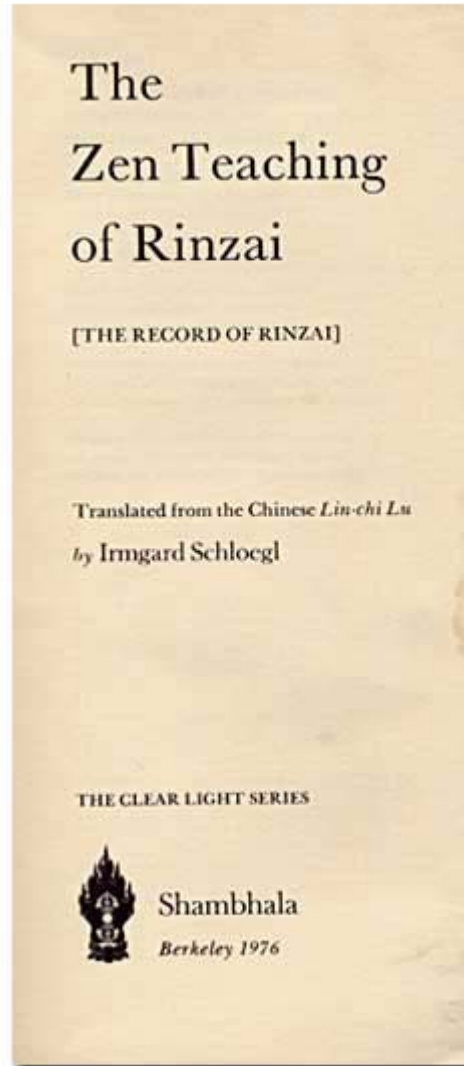 The
Zen Teaching
of Rinzai
[THE RECORD OF RINZAI]
Translated from the Chinese Lin-chi Lu
by Irmgard Schloegl
THE CLEAR LIGHT SERIES
Shambhala
Berkeley 1976